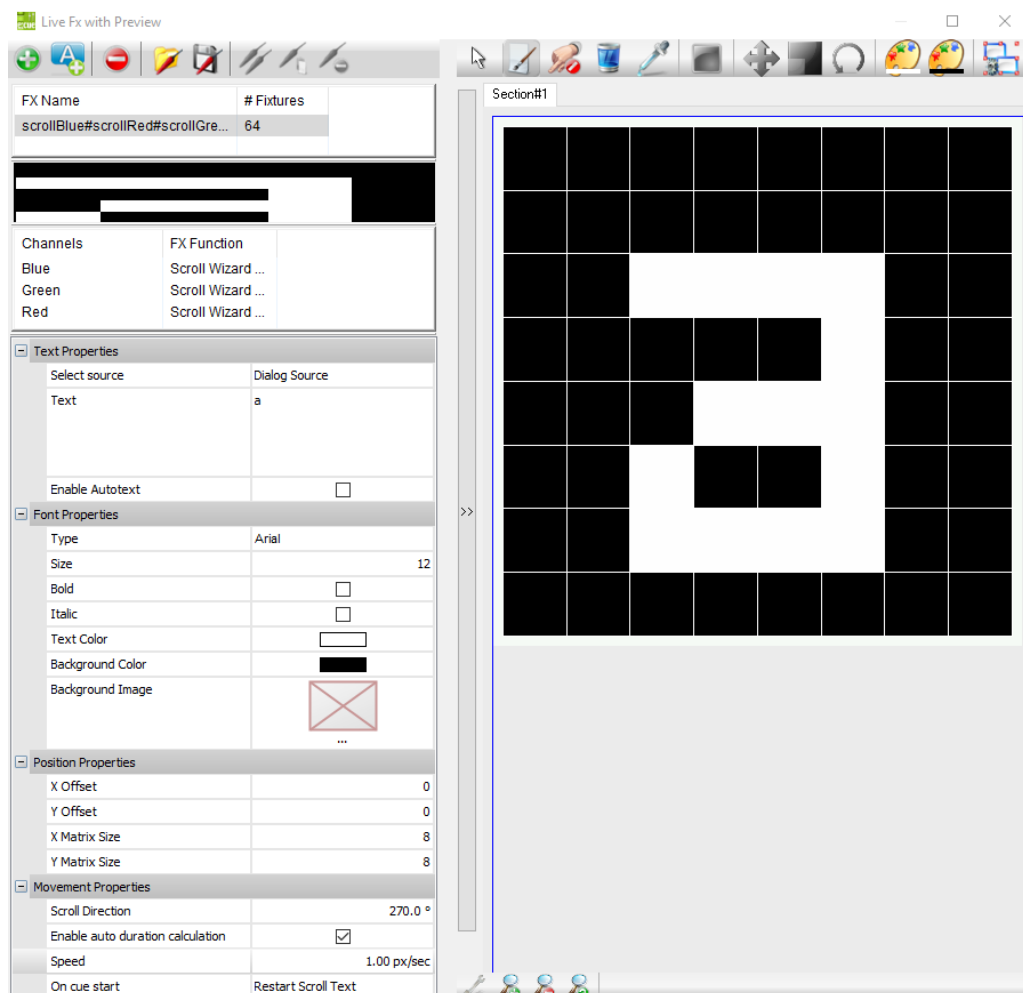 Live Fx with Preview
FX Name # Fixtures
scrollBlue#scrollRed#scrollGre... 64
Channels FX Function
Blue Scroll Wizard ...
Green Scroll Wizard ...
Red Scroll Wizard ...
Text Properties
Select source Dialog Source
Text a
Enable Autotext
Font Properties
Type Arial
Size 12
Bold
Italic
Text Color
Background Color
Background Image
...
Position Properties
X Offset 0
Y Offset 0
X Matrix Size 8
Y Matrix Size 8
Movement Properties
Scroll Direction 270.0 °
Enable auto duration calculation
Speed 1.00 px/sec
On cue start Restart Scroll Text
>>
Section#1
a